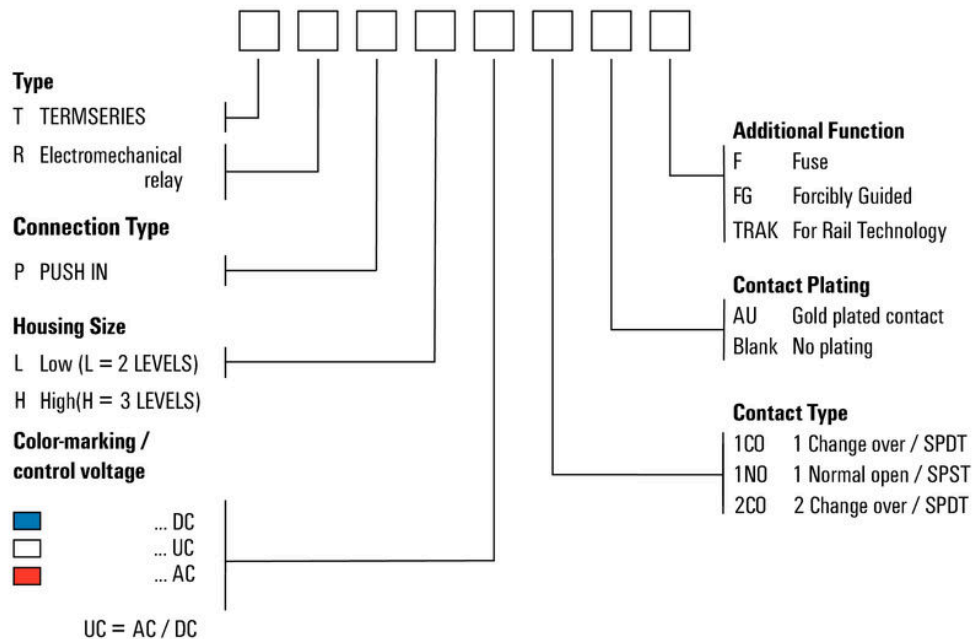 Type
T TERMSERIES
R Electromechanical
relay
Connection Type
P PUSH IN
Housing Size
L Low (L = 2 LEVELS)
H High(H = 3 LEVELS)
Color-marking /
control voltage
... DC
... UC
... AC
UC = AC / DC
Additional Function
F Fuse
FG Forcibly Guided
TRAK For Rail Technology
Contact Plating
AU Gold plated contact
Blank No plating
Contact Type
1CO 1 Change over / SPDT
1NO 1 Normal open / SPST
2CO 2 Change over / SPDT